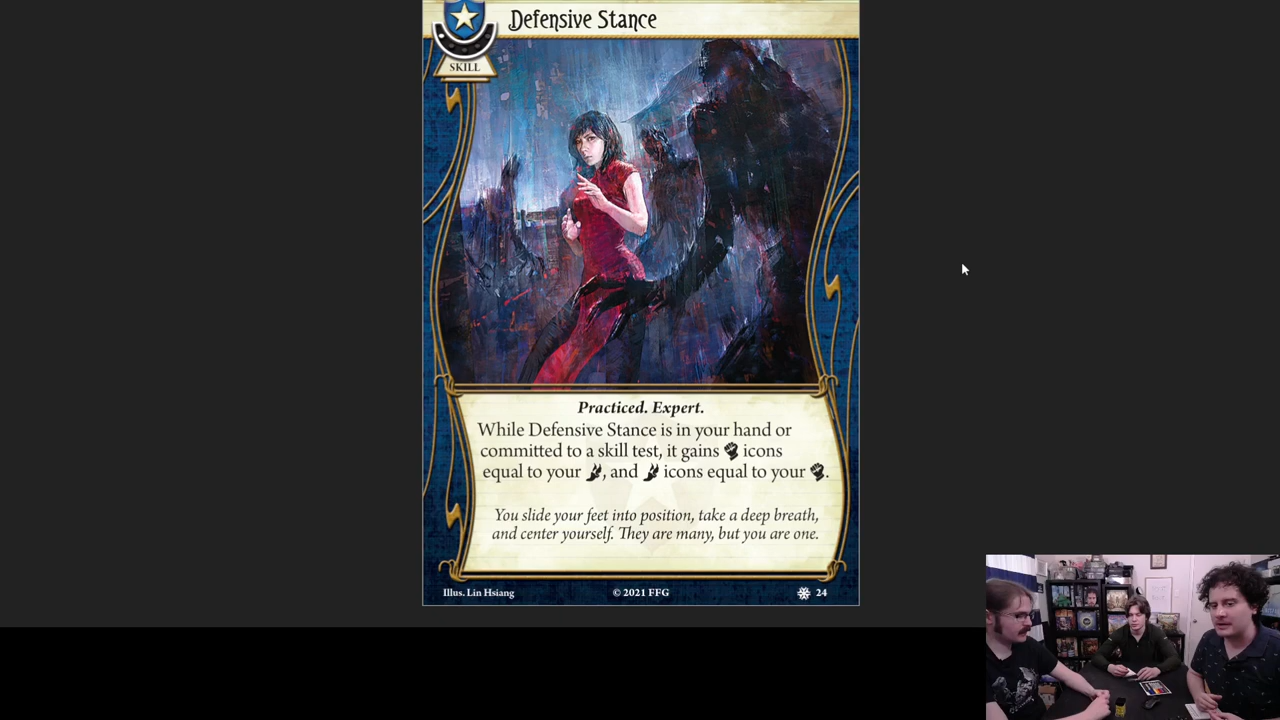 Defensive Stance
SKILL
Practiced. Expert.
While Defensive Stance is in your hand or
committed to a skill test, it gains icons
equal to your , and icons equal to your .
You slide your feet into position, take a deep breath,
and center yourself. They are many, but you are one.
Illus. Lin Hsiang
© 2021 FFG
24